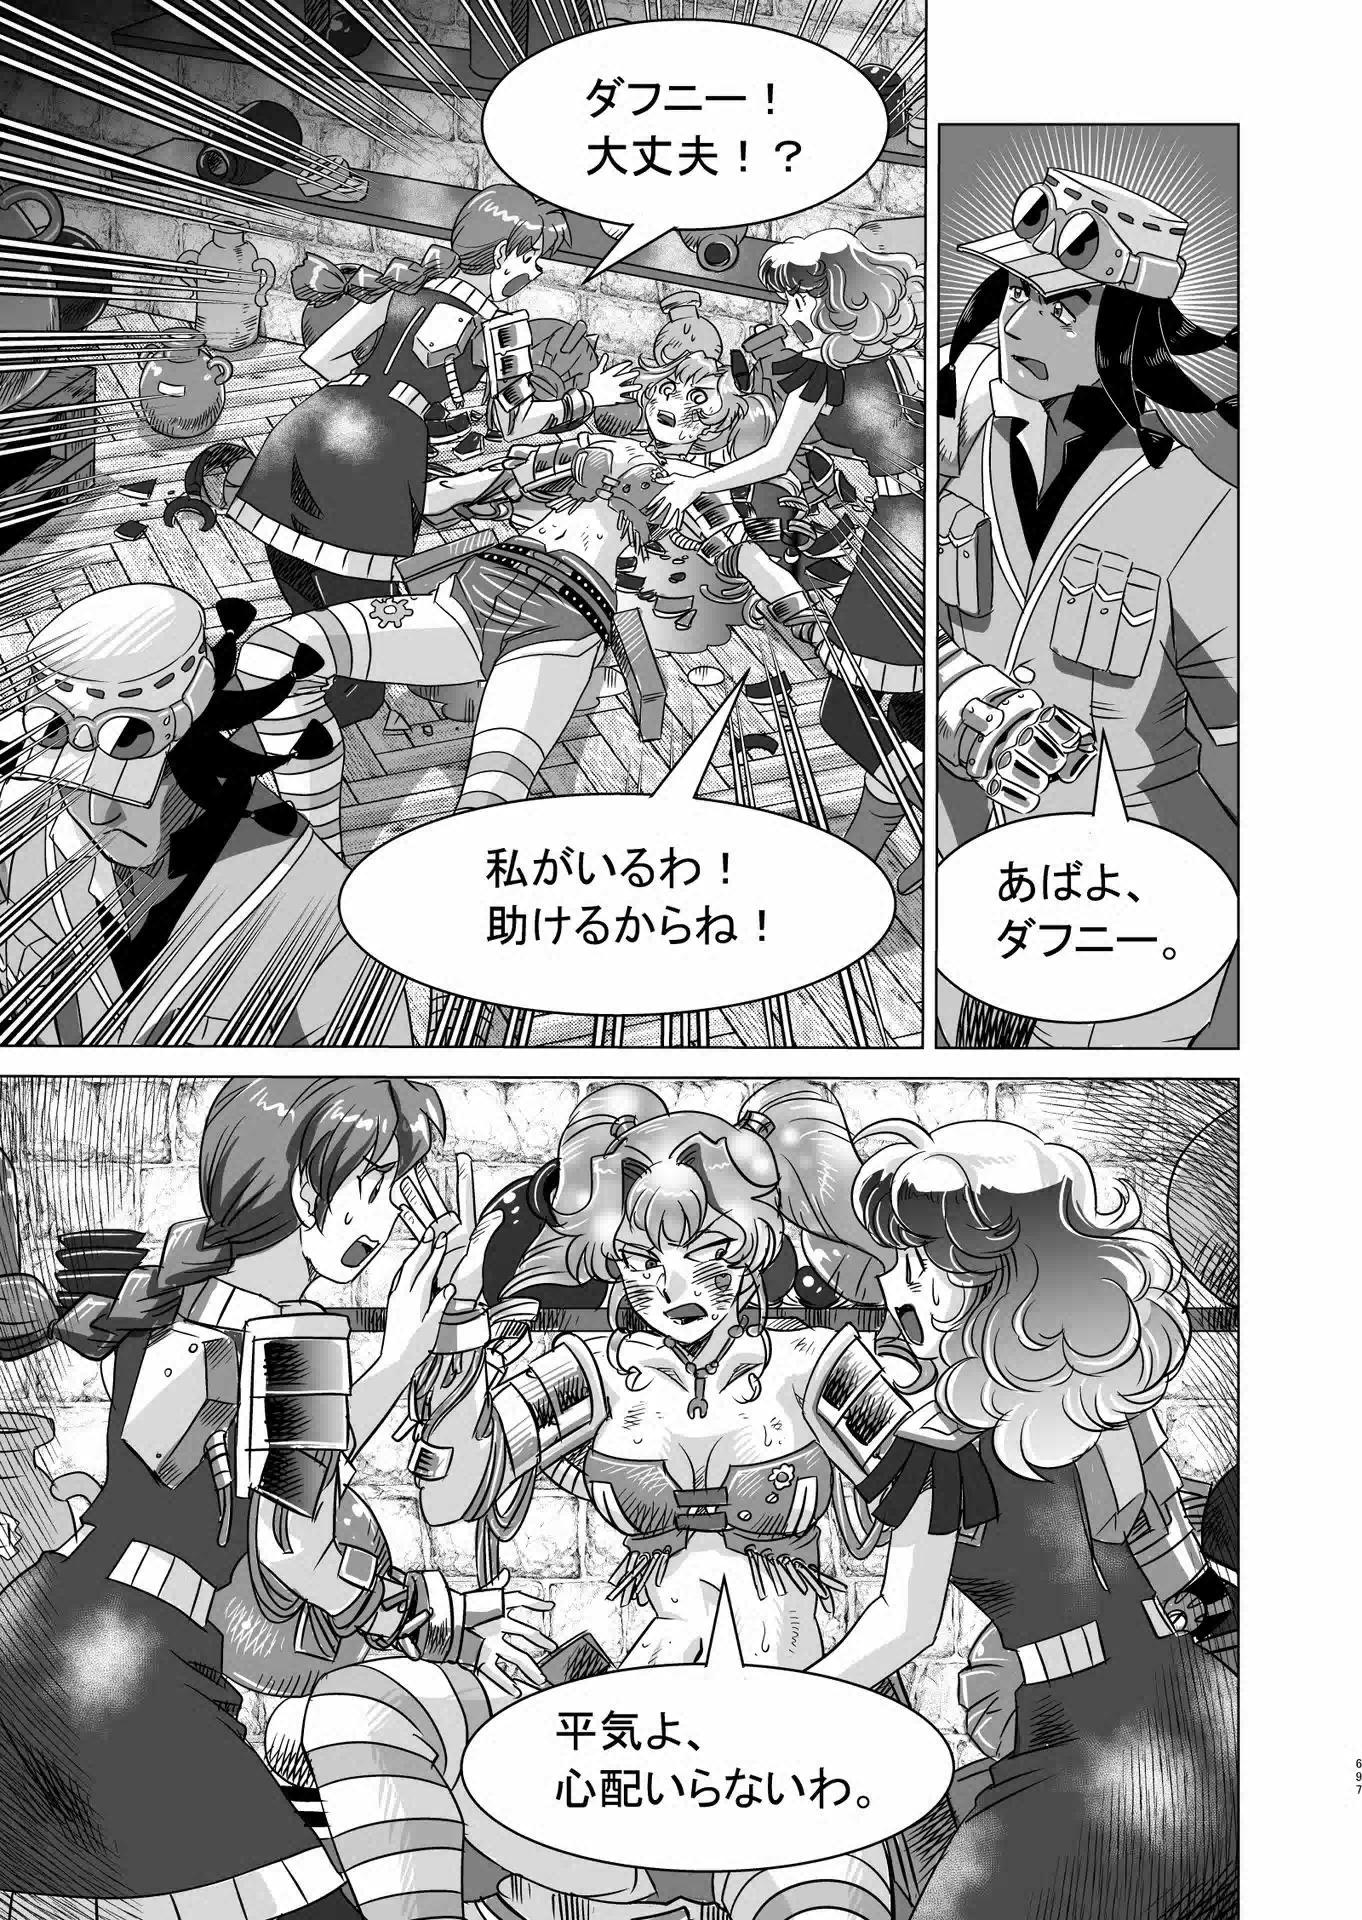 あばよ、
ダフニー。
ダフニー！
大丈夫！？
私がいるわ！
助けるからね！
平気よ、
心配いらないわ。
697